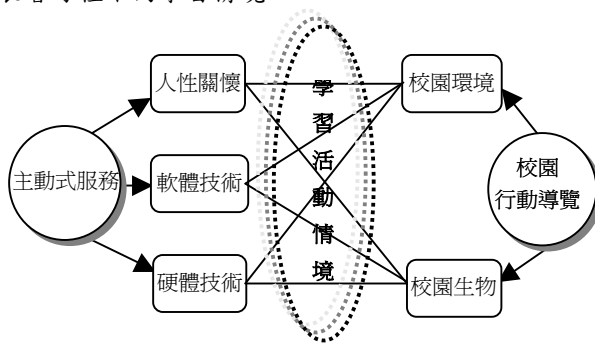 人性關懷
校園環境
主動式服務
軟體技術
學習活動情境
校園
行動導覽
硬體技術
校園生物